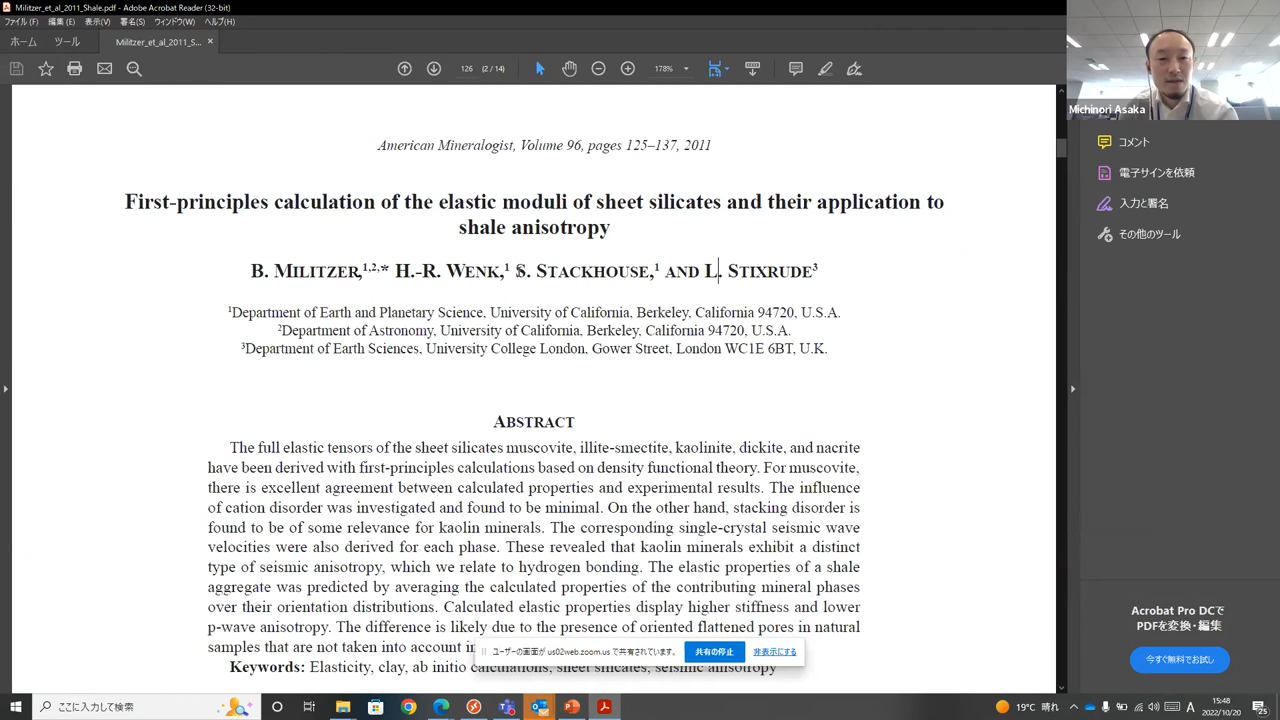 Militzer_et_al_2011_Shale.pdf - Adobe Acrobat Reader (32-bit)
ファイル(F) 編集(E) 表示(V) 署名(S) ウィンドウ(W) ヘルプ(H)
ホーム ツール Militzer_et_al_2011_S... ×
126 (2 / 14) 178%
Michinori Asaka
コメント
電子サインを依頼
入力と署名
その他のツール
American Mineralogist, Volume 96, pages 125–137, 2011
First-principles calculation of the elastic moduli of sheet silicates and their application to
shale anisotropy
B. Militzer,1,2,* H.-R. Wenk,1 S. Stackhouse,1 and L. Stixrude3
1Department of Earth and Planetary Science, University of California, Berkeley, California 94720, U.S.A.
2Department of Astronomy, University of California, Berkeley, California 94720, U.S.A.
3Department of Earth Sciences, University College London, Gower Street, London WC1E 6BT, U.K.
Abstract
The full elastic tensors of the sheet silicates muscovite, illite-smectite, kaolinite, dickite, and nacrite
have been derived with first-principles calculations based on density functional theory. For muscovite,
there is excellent agreement between calculated properties and experimental results. The influence
of cation disorder was investigated and found to be minimal. On the other hand, stacking disorder is
found to be of some relevance for kaolin minerals. The corresponding single-crystal seismic wave
velocities were also derived for each phase. These revealed that kaolin minerals exhibit a distinct
type of seismic anisotropy, which we relate to hydrogen bonding. The elastic properties of a shale
aggregate was predicted by averaging the calculated properties of the contributing mineral phases
over their orientation distributions. Calculated elastic properties display higher stiffness and lower
p-wave anisotropy. The difference is likely due to the presence of oriented flattened pores in natural
samples that are not taken into account in
Keywords: Elasticity, clay, ab initio calculations, sheet silicates, seismic anisotropy
ユーザーの画面が us02web.zoom.us で共有されています。 共有の停止 非表示にする
Acrobat Pro DCで
PDFを変換・編集
今すぐ無料でお試し
ここに入力して検索
19°C 晴れ
A
15:48
2022/10/20
25